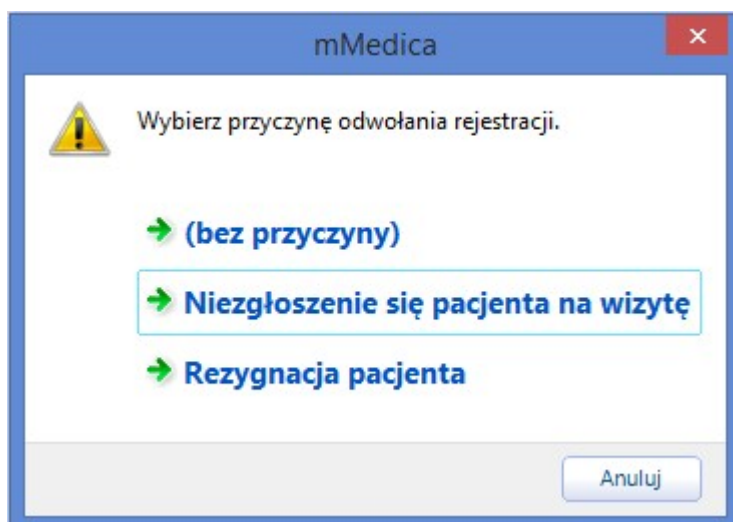 mMedica
Wybierz przyczynę odwołania rejestracji.
(bez przyczyny)
Niezgłoszenie się pacjenta na wizytę
Rezygnacja pacjenta
Anuluj